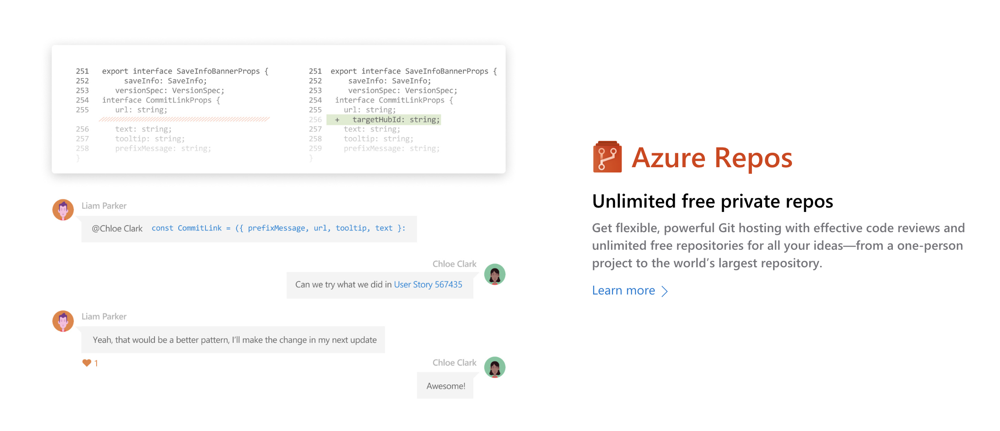 251 export interface SaveInfoBannerProps {
252 saveInfo: SaveInfo;
253 versionSpec: VersionSpec;
254 interface CommitLinkProps {
255 url: string;
256 text: string;
257 tooltip: string;
258 prefixMessage: string;
}
251 export interface SaveInfoBannerProps {
252 saveInfo: SaveInfo;
253 versionSpec: VersionSpec;
254 interface CommitLinkProps {
255 url: string;
256 + targetHubId: string;
257 text: string;
258 tooltip: string;
259 prefixMessage: string;
}
Liam Parker
@Chloe Clark const CommitLink = ({ prefixMessage, url, tooltip, text }:
Chloe Clark
Can we try what we did in User Story 567435
Liam Parker
Yeah, that would be a better pattern, I’ll make the change in my next update
1
Chloe Clark
Awesome!
Azure Repos
Unlimited free private repos
Get flexible, powerful Git hosting with effective code reviews and
unlimited free repositories for all your ideas—from a one-person
project to the world’s largest repository.
Learn more